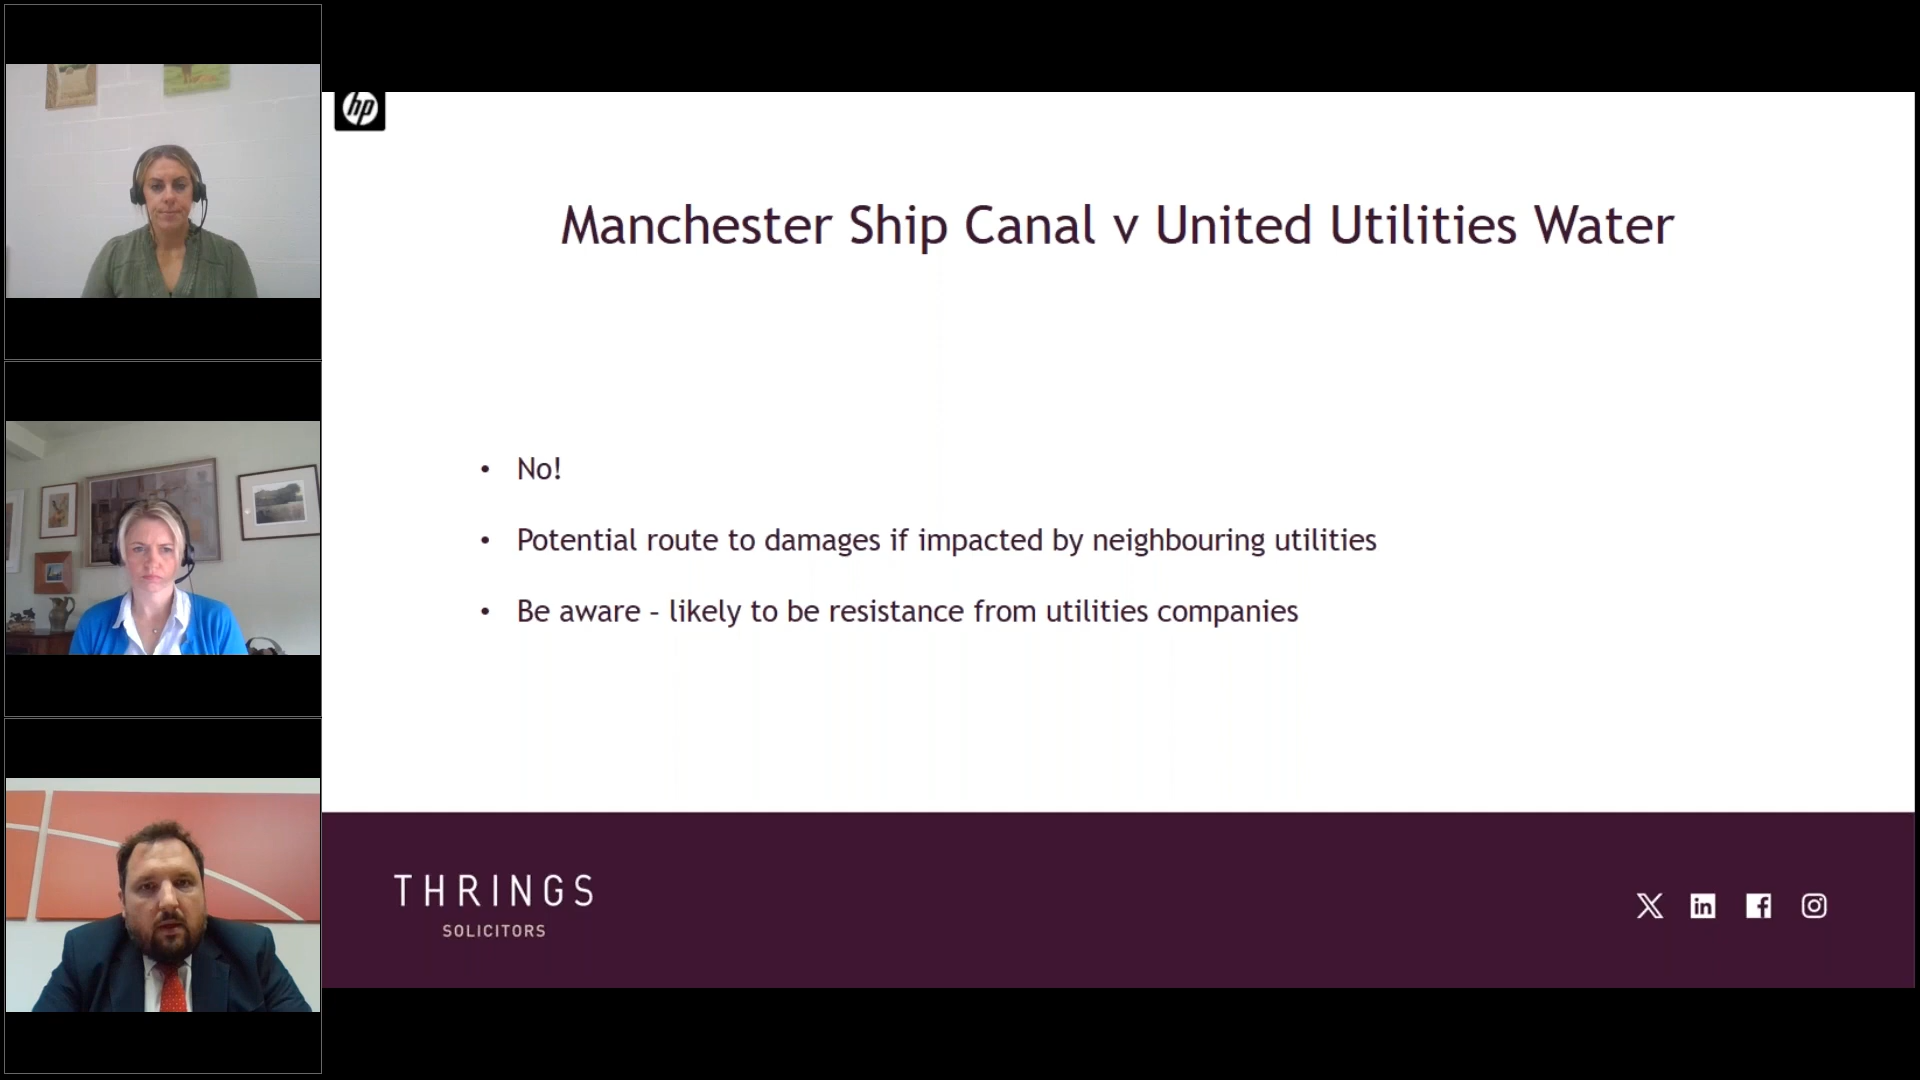 hp
Manchester Ship Canal v United Utilities Water
• No!
• Potential route to damages if impacted by neighbouring utilities
• Be aware – likely to be resistance from utilities companies
THRINGS
SOLICITORS
X in f